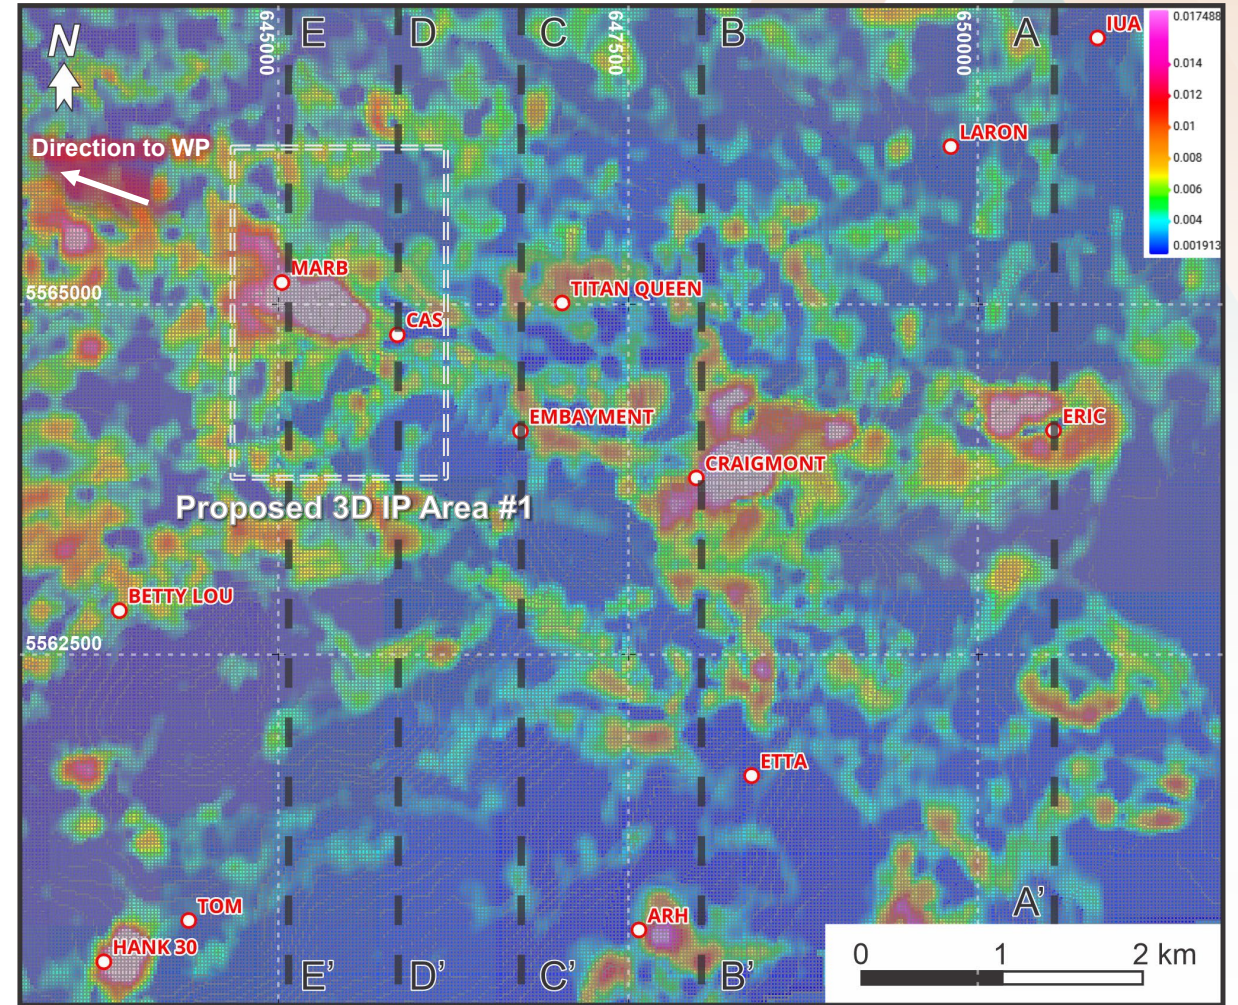 N
645000
E
D
C
647500
B
650000
A
IUA
0.017488
0.014
0.012
0.01
0.008
0.006
0.004
0.001913
LARON
Direction to WP
MARB
5565000
TITAN QUEEN
CAS
EMBAYMENT
ERIC
CRAIGMONT
Proposed 3D IP Area #1
BETTY LOU
5562500
ETTA
TOM
HANK 30
ARH
A'
E'
D'
C'
B'
0 1 2 km